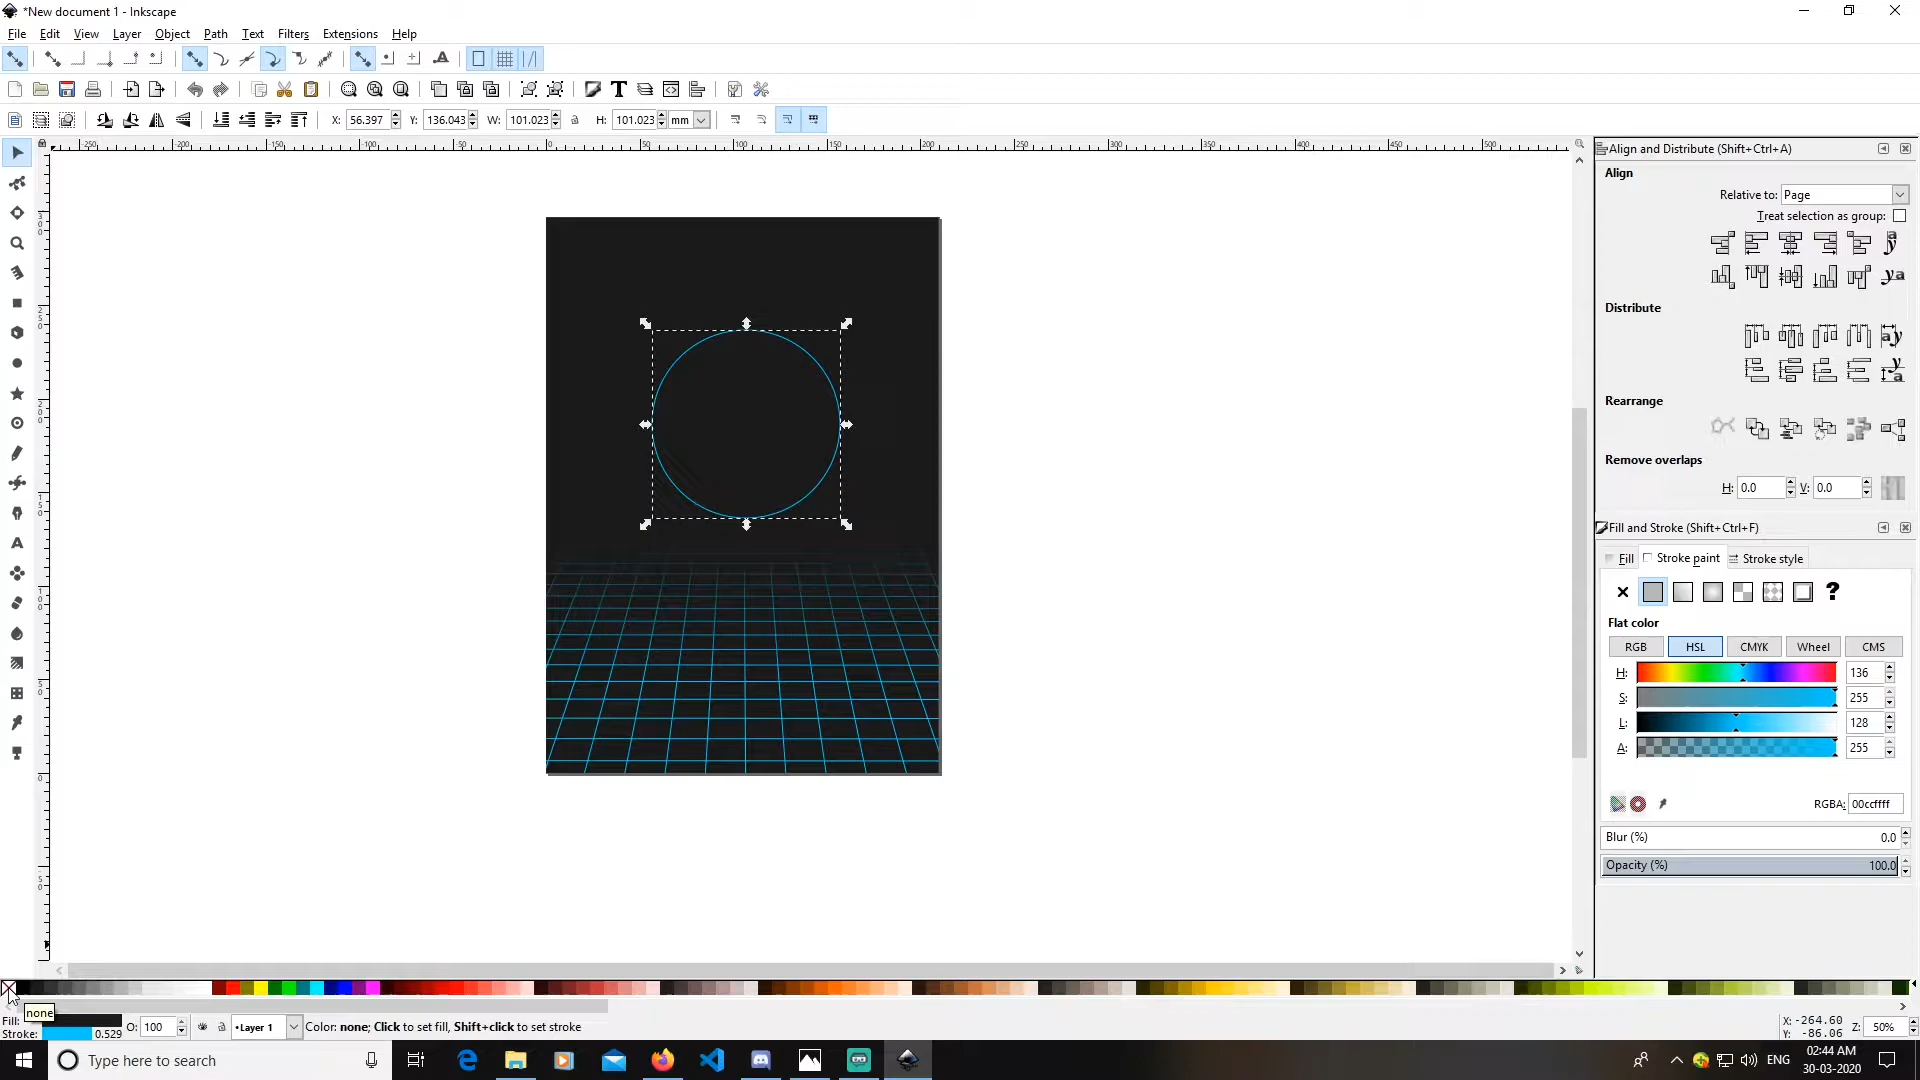 *New document 1 - Inkscape
File Edit View Layer Object Path Text Filters Extensions Help
X: 56.397 Y: 136.043 W: 101.023 H: 101.023 mm
Align and Distribute (Shift+Ctrl+A)
Align
Relative to: Page
Treat selection as group:
Distribute
Rearrange
Remove overlaps
H: 0.0 V: 0.0
Fill and Stroke (Shift+Ctrl+F)
Fill Stroke paint Stroke style
Flat color
RGB HSL CMYK Wheel CMS
H: 136
S: 255
L: 128
A: 255
RGBA: 00ccffff
Blur (%) 0.0
Opacity (%) 100.0
none
Fill:
Stroke: 0.529 O: 100 •Layer 1 Color: none; Click to set fill, Shift+click to set stroke
X: -264.60
Y: -86.06 Z: 50%
Type here to search
ENG 02:44 AM
30-03-2020